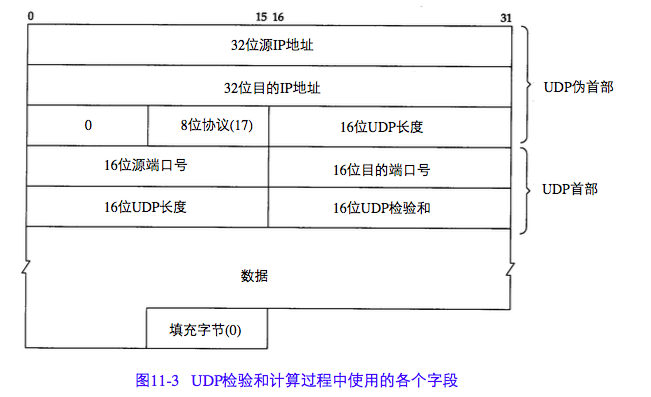 0 15 16 31
32位源IP地址
32位目的IP地址
UDP伪首部
0 8位协议(17) 16位UDP长度
16位源端口号 16位目的端口号
UDP首部
16位UDP长度 16位UDP检验和
数据
填充字节(0)
图11-3 UDP检验和计算过程中使用的各个字段